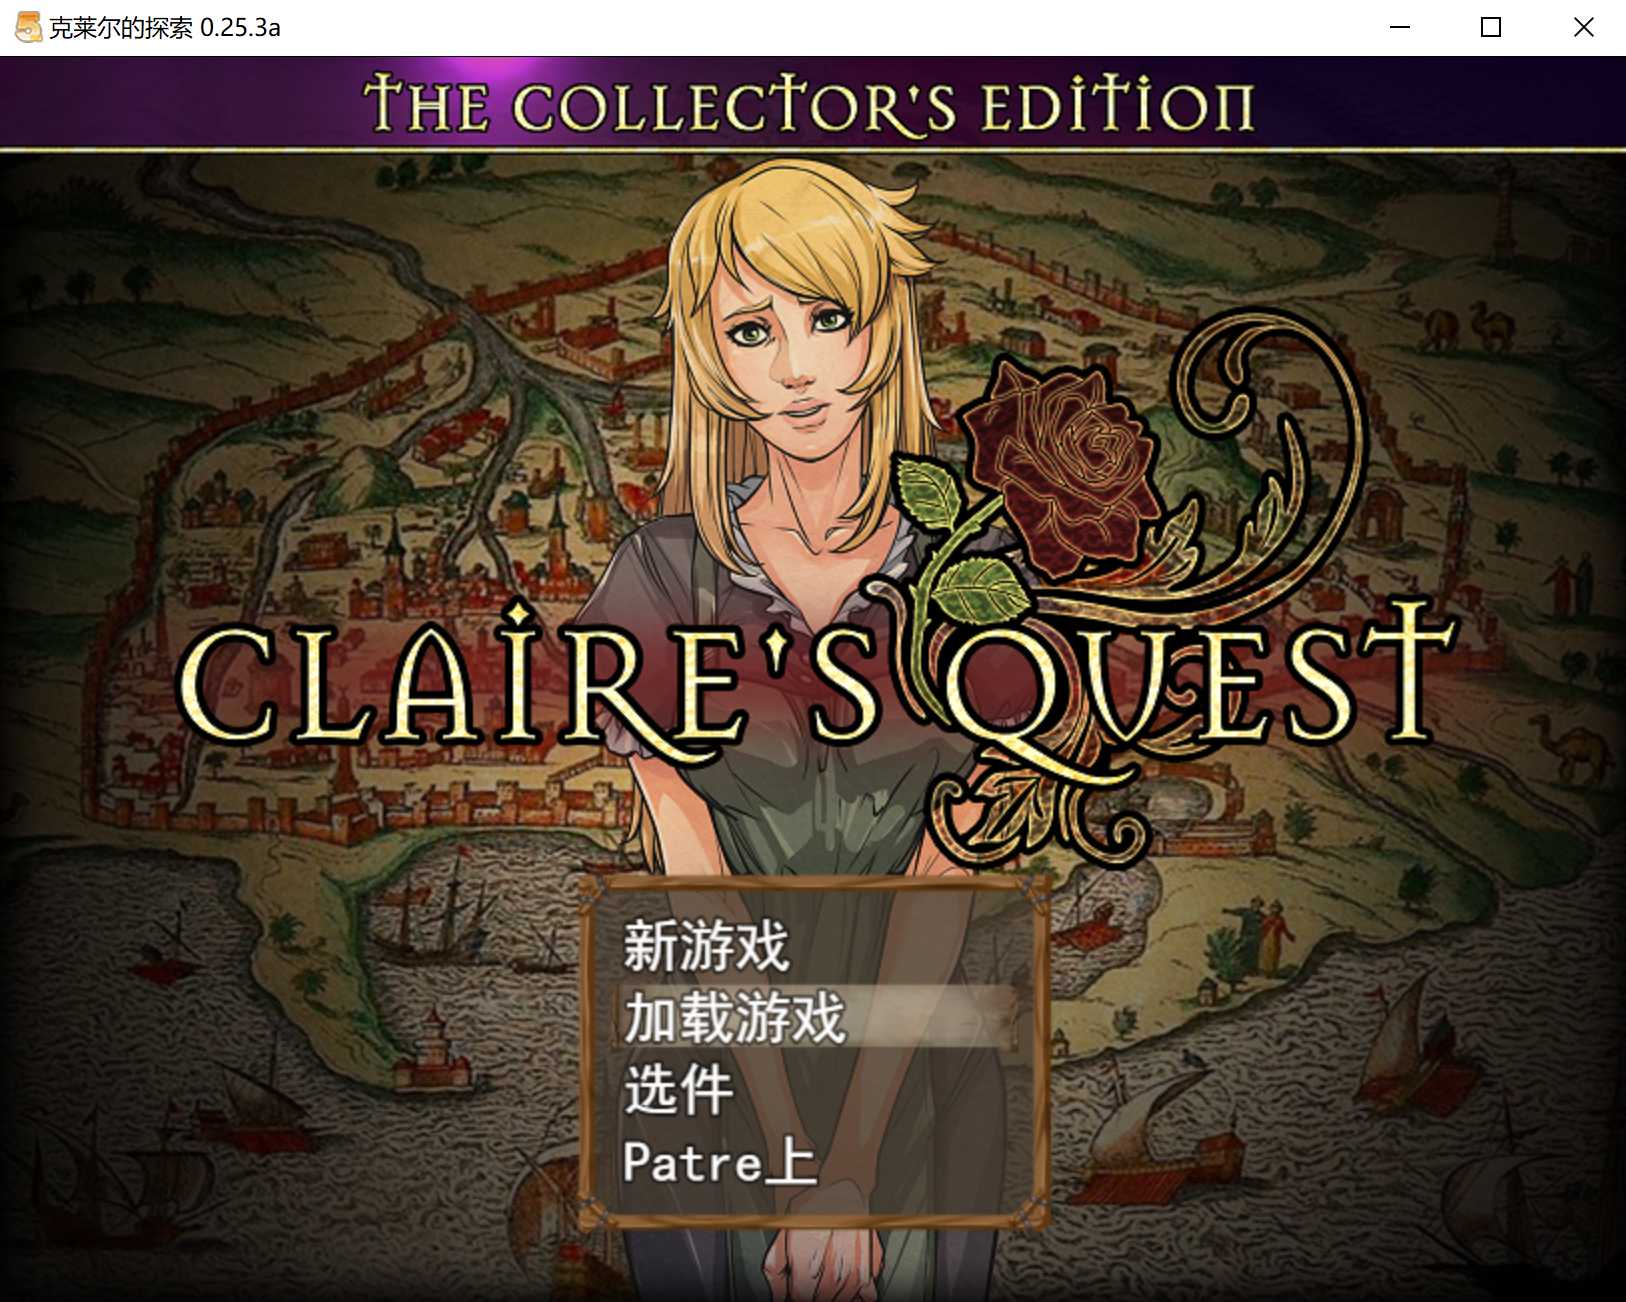 克莱尔的探索 0.25.3a
THE COLLECTOR'S EDITION
CLAIRE'S QUEST
新游戏
加载游戏
选件
Patre上